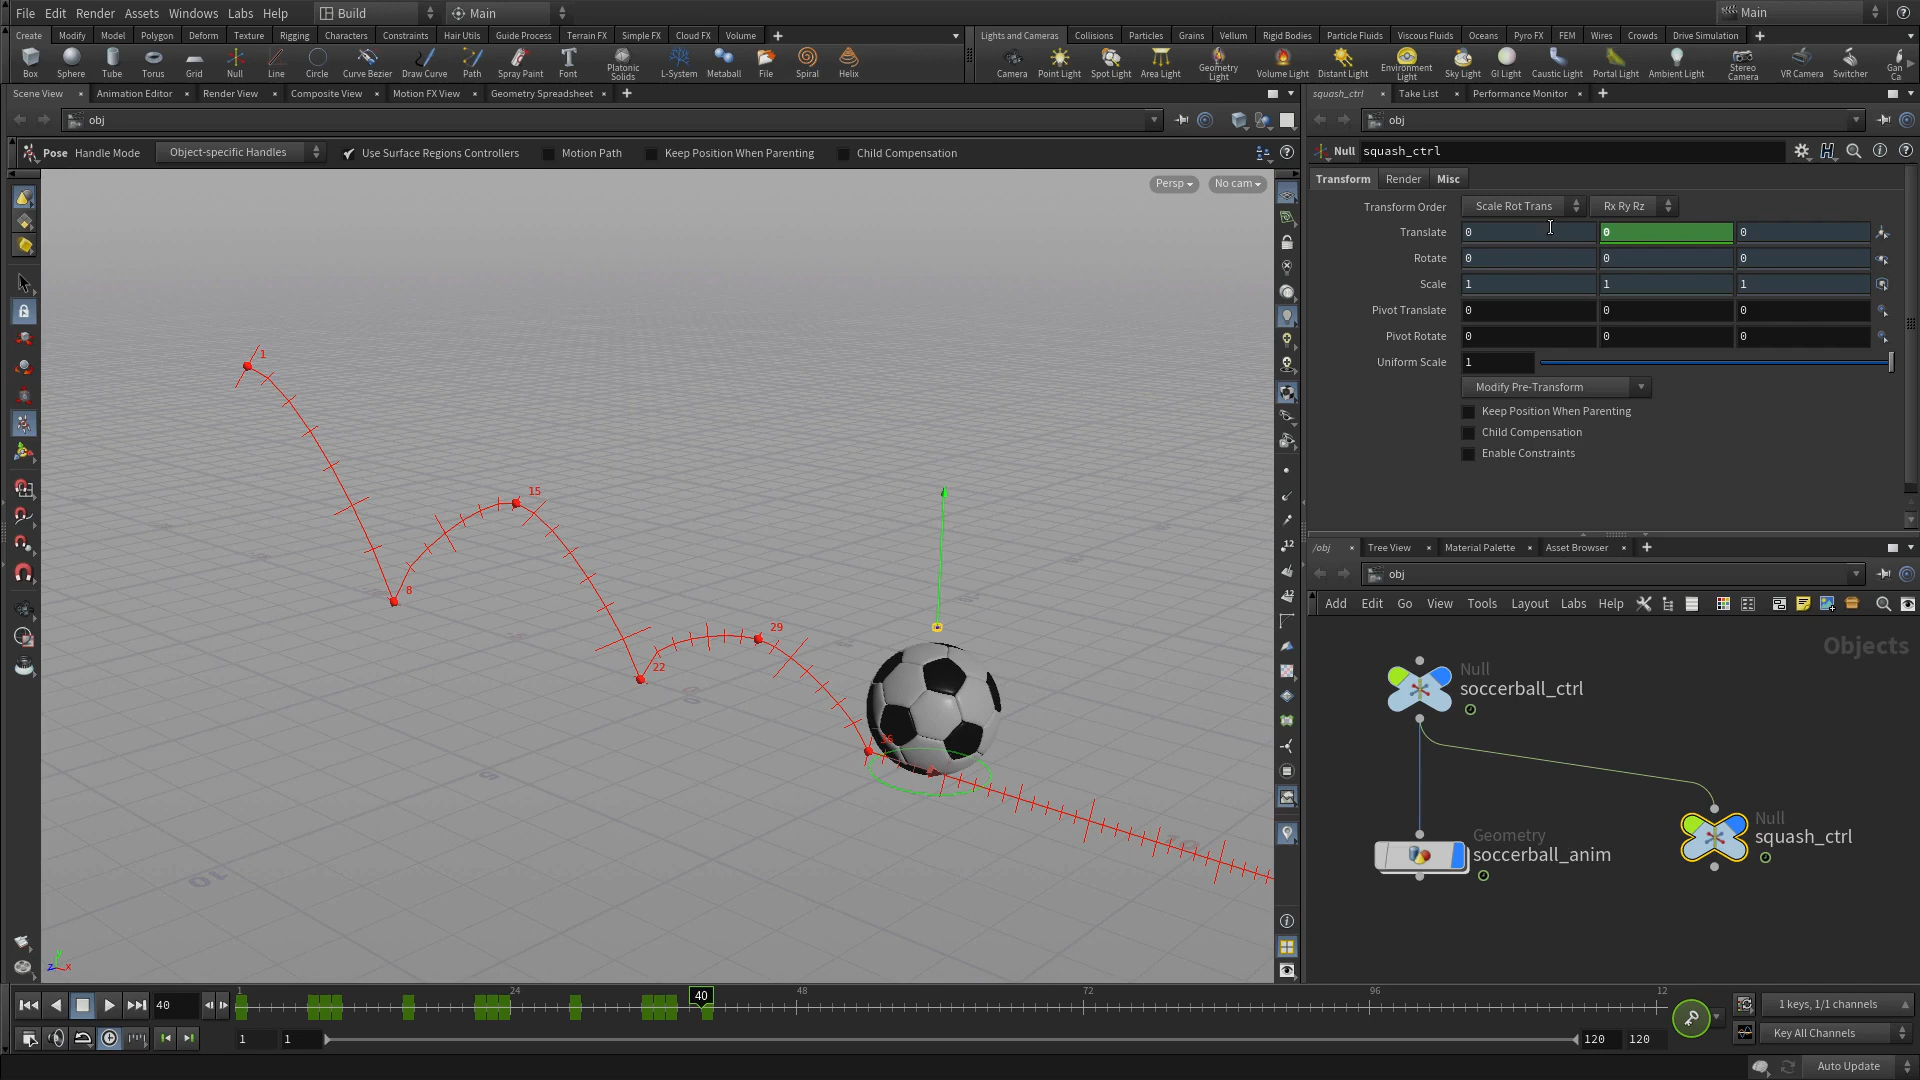 File Edit Render Assets Windows Labs Help Build Main Main
Create Modify Model Polygon Deform Texture Rigging Characters Constraints Hair Utils Guide Process Terrain FX Simple FX Cloud FX Volume
Lights and Cameras Collisions Particles Grains Vellum Rigid Bodies Particle Fluids Viscous Fluids Oceans Pyro FX FEM Wires Crowds Drive Simulation
Box Sphere Tube Torus Grid Null Line Circle Curve Bezier Draw Curve Path Spray Paint Font Platonic Solids L-System Metaball File Spiral Helix
Camera Point Light Spot Light Area Light Geometry Light Volume Light Distant Light Environment Light Sky Light GI Light Caustic Light Portal Light Ambient Light Stereo Camera VR Camera Switcher Gan Ca
Scene View Animation Editor Render View Composite View Motion FX View Geometry Spreadsheet
squash_ctrl Take List Performance Monitor
obj
obj
Pose Handle Mode Object-specific Handles Use Surface Regions Controllers Motion Path Keep Position When Parenting Child Compensation
Null squash_ctrl
Persp No cam
Transform Render Misc
Transform Order Scale Rot Trans Rx Ry Rz
Translate 0 0 0
Rotate 0 0 0
Scale 1 1 1
Pivot Translate 0 0 0
Pivot Rotate 0 0 0
Uniform Scale 1
Modify Pre-Transform
Keep Position When Parenting
Child Compensation
Enable Constraints
1
15
8
29
22
36
10
/obj Tree View Material Palette Asset Browser
obj
Add Edit Go View Tools Layout Labs Help
Objects
Null
soccerball_ctrl
Geometry
soccerball_anim
Null
squash_ctrl
12
12
z y x
40 1 24 40 48 72 96 12
1 keys, 1/1 channels
1 1 120 120
Key All Channels
Auto Update